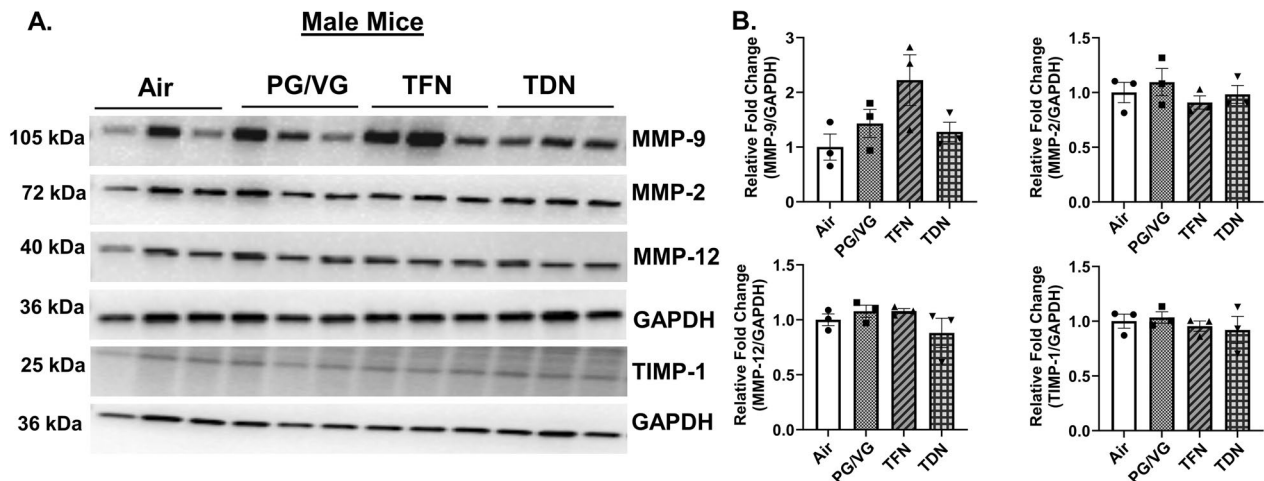 A.
Male Mice
Air PG/VG TFN TDN
105 kDa MMP-9
72 kDa MMP-2
40 kDa MMP-12
36 kDa GAPDH
25 kDa TIMP-1
36 kDa GAPDH
B.
Relative Fold Change
(MMP-9/GAPDH)
3
2
1
0
Air PG/VG TFN TDN
Relative Fold Change
(MMP-2/GAPDH)
1.5
1.0
0.5
0.0
Air PG/VG TFN TDN
Relative Fold Change
(MMP-12/GAPDH)
1.5
1.0
0.5
0.0
Air PG/VG TFN TDN
Relative Fold Change
(TIMP-1/GAPDH)
1.5
1.0
0.5
0.0
Air PG/VG TFN TDN